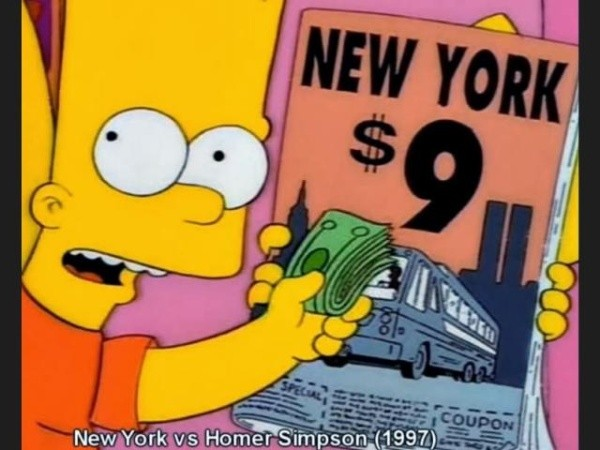 NEW YORK
$9
SPECIAL
COUPON
New York vs Homer Simpson (1997)